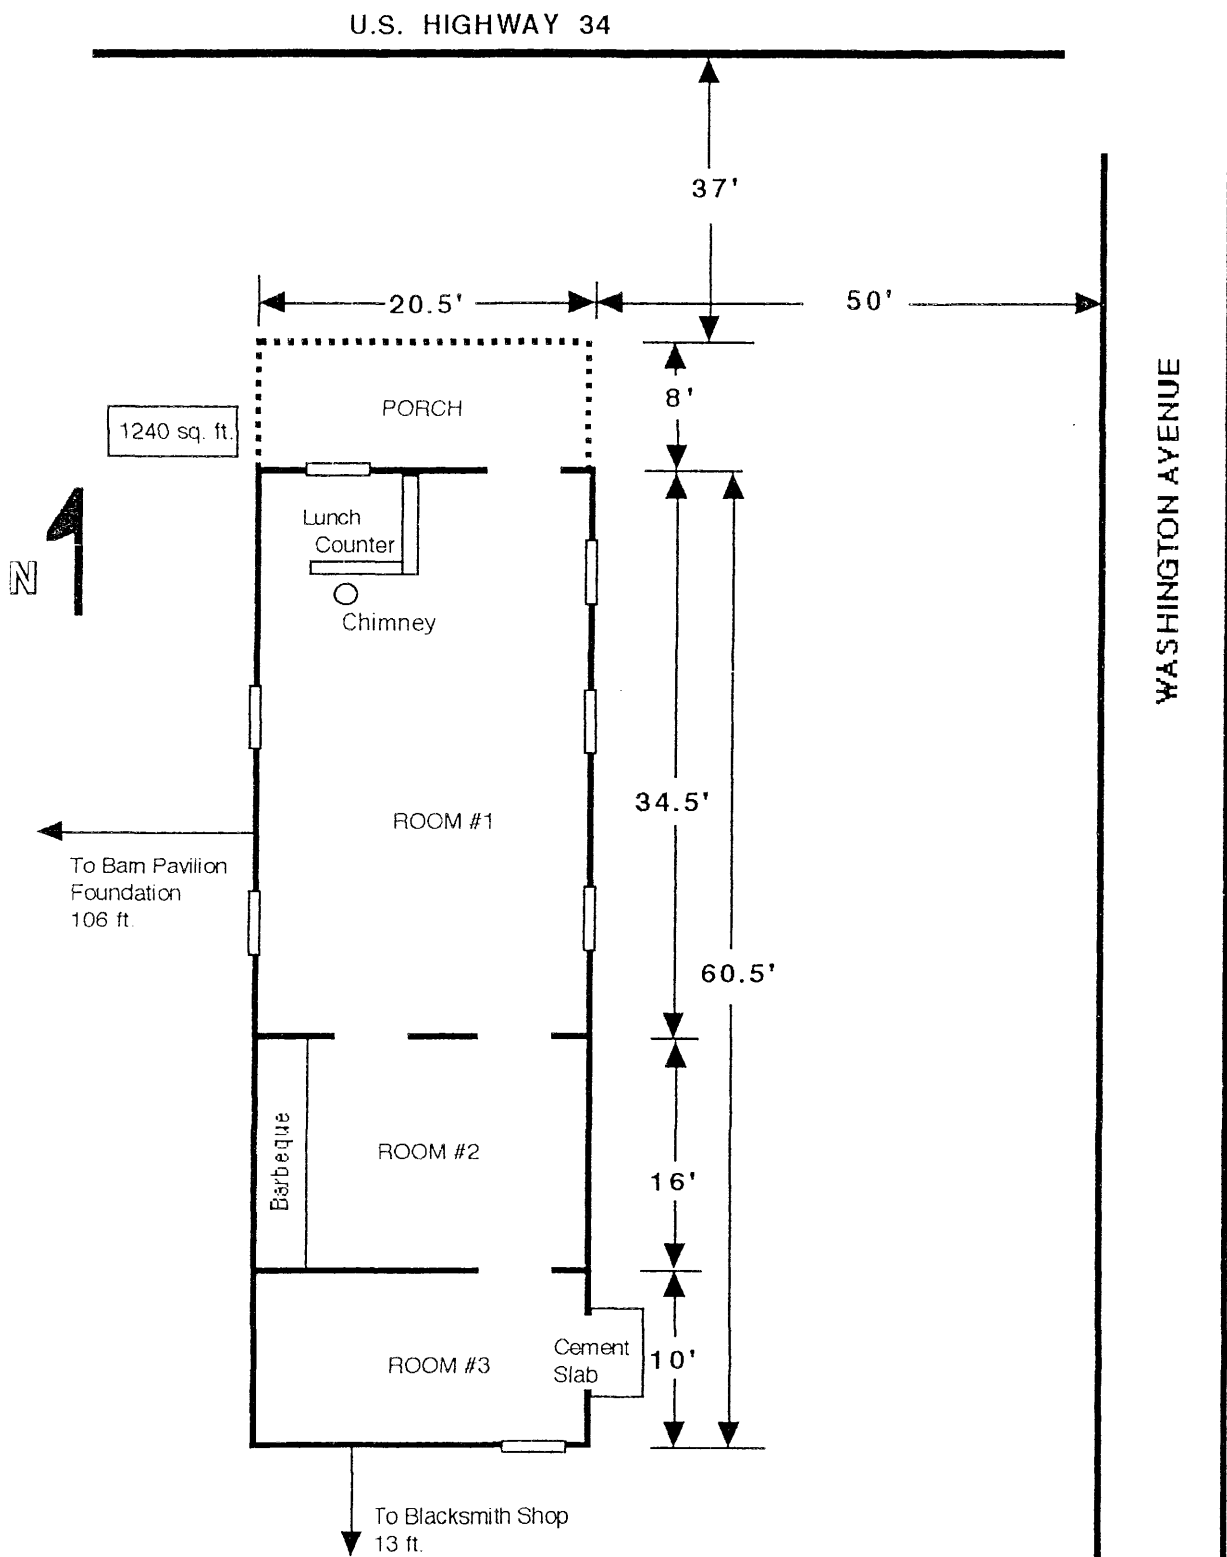 U.S. HIGHWAY 34
37'
20.5'
50'
8'
PORCH
1240 sq. ft.
WASHINGTON AVENUE
Lunch
Counter
N
Chimney
34.5'
ROOM #1
To Barn Pavilion
Foundation
106 ft.
60.5'
Barbeque
ROOM #2
16'
Cement
Slab
10'
ROOM #3
To Blacksmith Shop
13 ft.